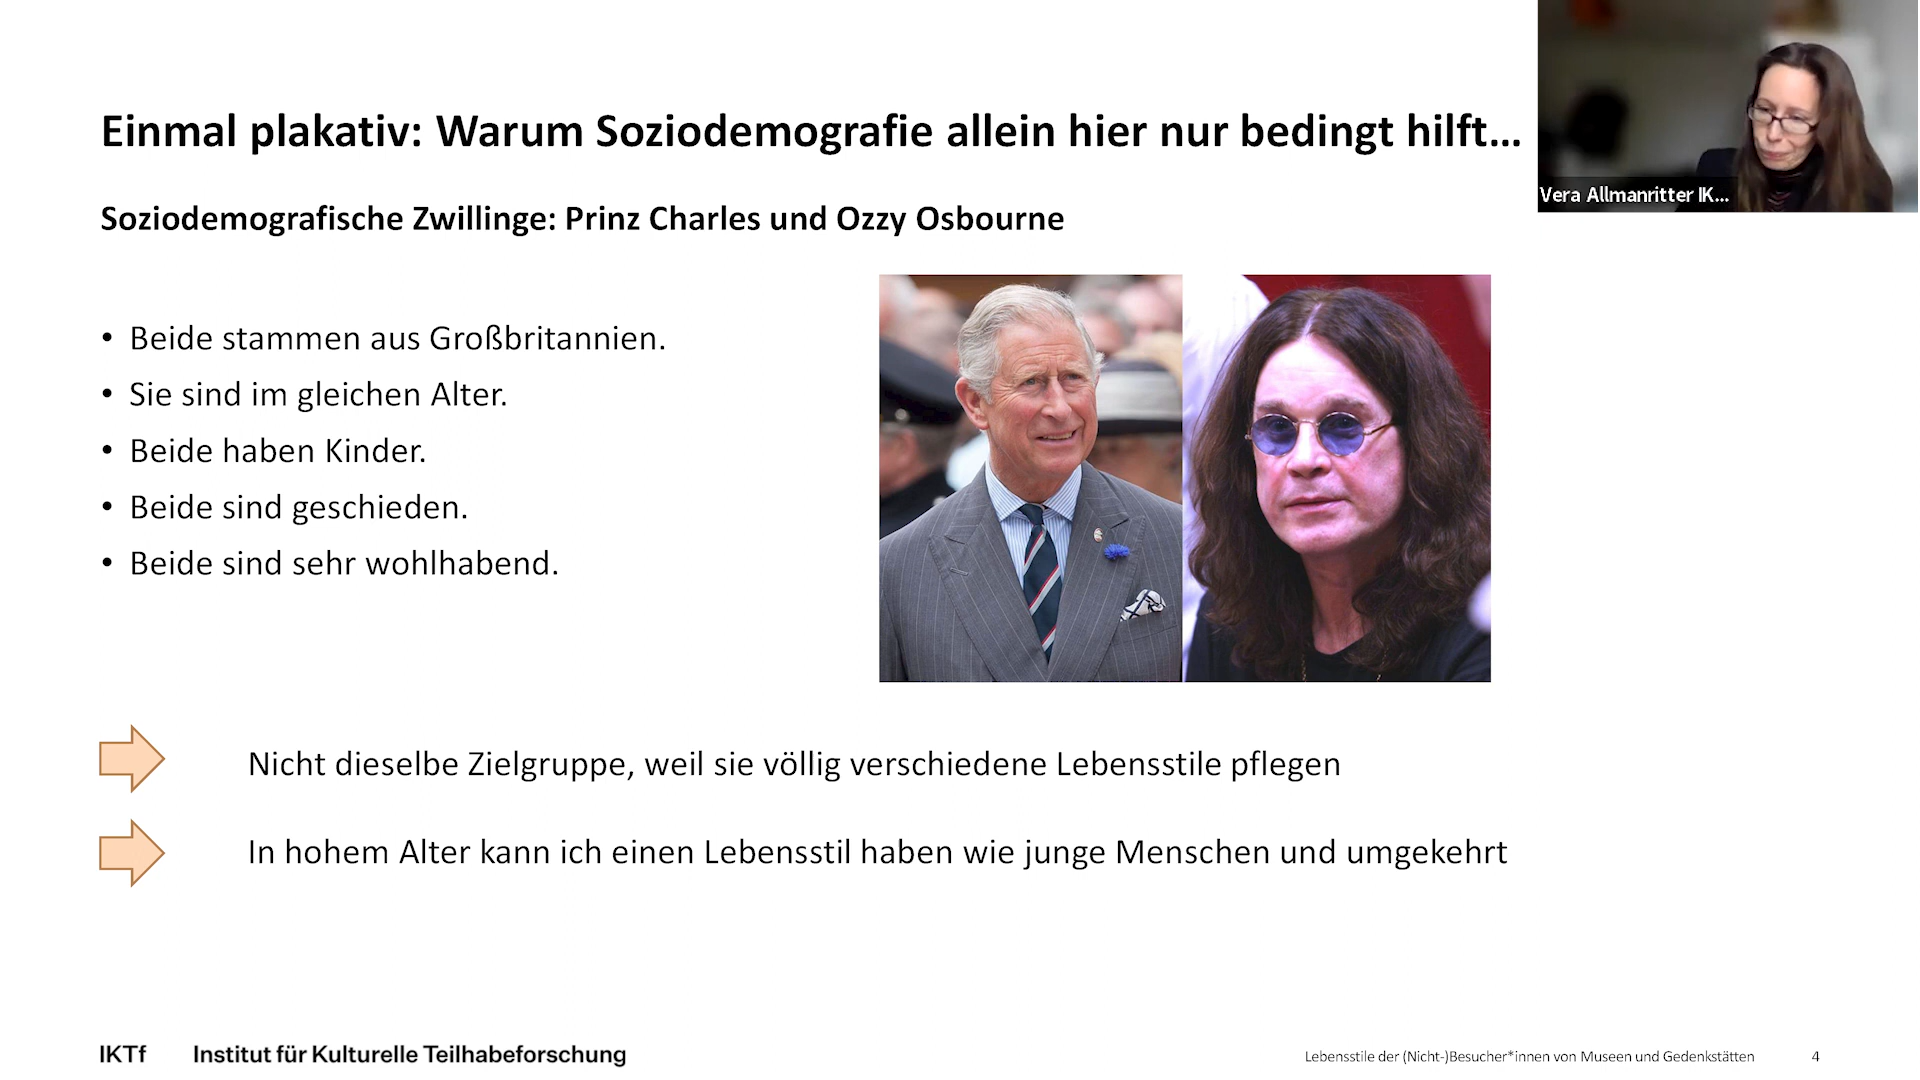 Einmal plakativ: Warum Soziodemografie allein hier nur bedingt hilft…
Vera Allmanritter IK...
Soziodemografische Zwillinge: Prinz Charles und Ozzy Osbourne
• Beide stammen aus Großbritannien.
• Sie sind im gleichen Alter.
• Beide haben Kinder.
• Beide sind geschieden.
• Beide sind sehr wohlhabend.
Nicht dieselbe Zielgruppe, weil sie völlig verschiedene Lebensstile pflegen
In hohem Alter kann ich einen Lebensstil haben wie junge Menschen und umgekehrt
IKTf Institut für Kulturelle Teilhabeforschung
Lebensstile der (Nicht-)Besucher*innen von Museen und Gedenkstätten 4